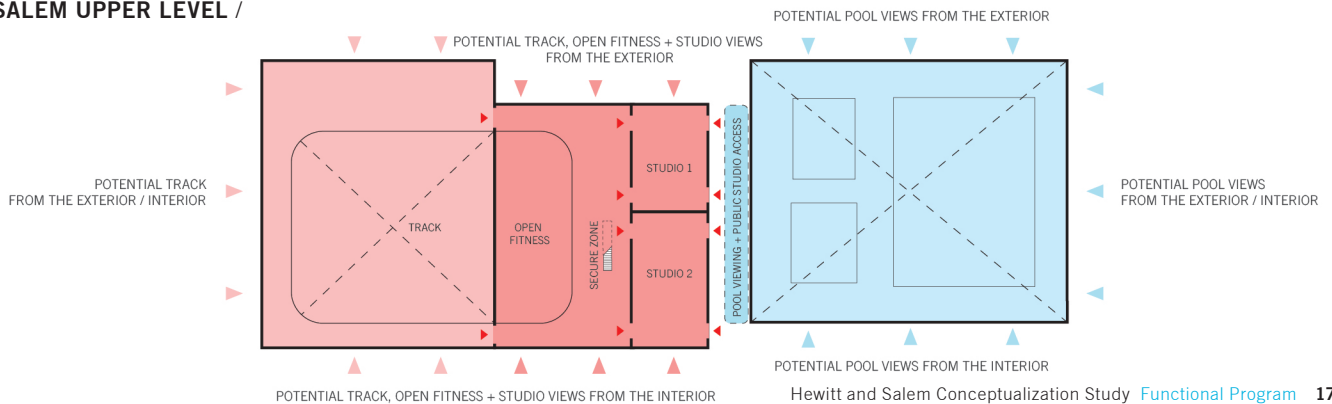 SALEM UPPER LEVEL /
POTENTIAL POOL VIEWS FROM THE EXTERIOR
POTENTIAL TRACK, OPEN FITNESS + STUDIO VIEWS
FROM THE EXTERIOR
POTENTIAL TRACK
FROM THE EXTERIOR / INTERIOR
TRACK
OPEN
FITNESS
SECURE ZONE
STUDIO 1
STUDIO 2
POOL VIEWING + PUBLIC STUDIO ACCESS
POTENTIAL POOL VIEWS
FROM THE EXTERIOR / INTERIOR
POTENTIAL POOL VIEWS FROM THE INTERIOR
POTENTIAL TRACK, OPEN FITNESS + STUDIO VIEWS FROM THE INTERIOR
Hewitt and Salem Conceptualization Study Functional Program 17